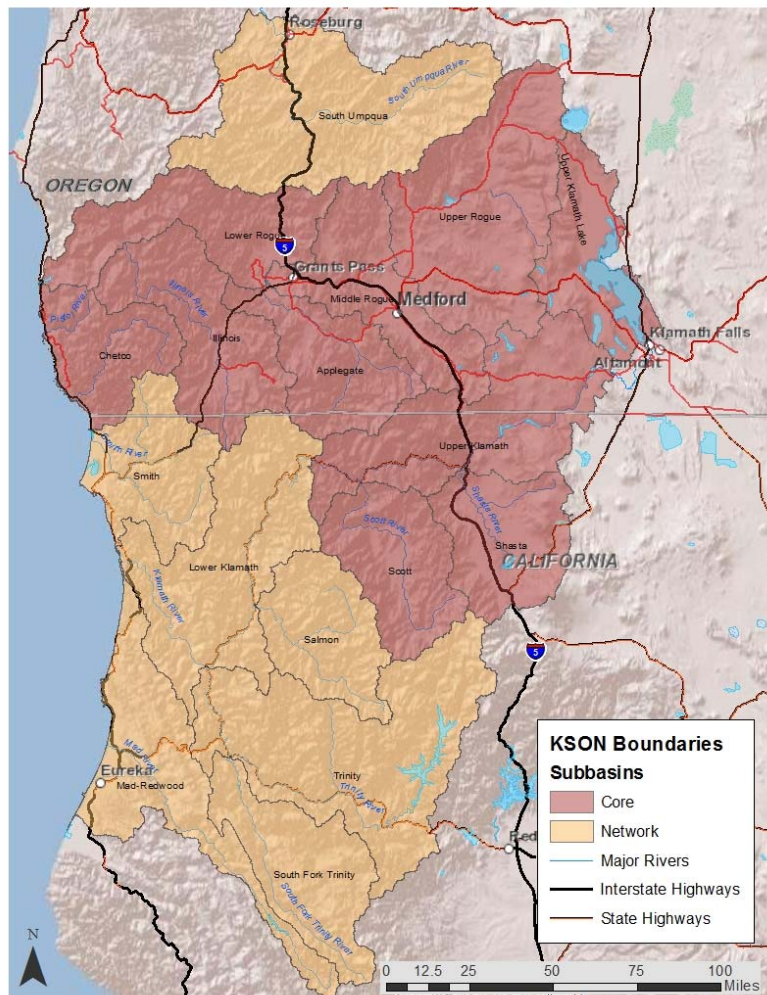 Roseburg
South Umpqua River
South Umpqua
OREGON
Upper Klamath Lake
Upper Rogue
Lower Rogue
5
Grants Pass
Illinois River
Middle Rogue
Medford
Pistol River
Klamath Falls
Illinois
Chetco
Altamont
Applegate
Upper Klamath
Smith River
Smith
Shasta River
Scott River
Shasta
CALIFORNIA
Scott
Lower Klamath
Klamath River
Salmon
5
Mad River
Trinity
Eureka
Mad-Redwood
Trinity River
South Fork Trinity
South Fork Trinity River
KSON Boundaries
Subbasins
Core
Network
Major Rivers
Interstate Highways
State Highways
N
0 12.5 25 50 75 100
Miles